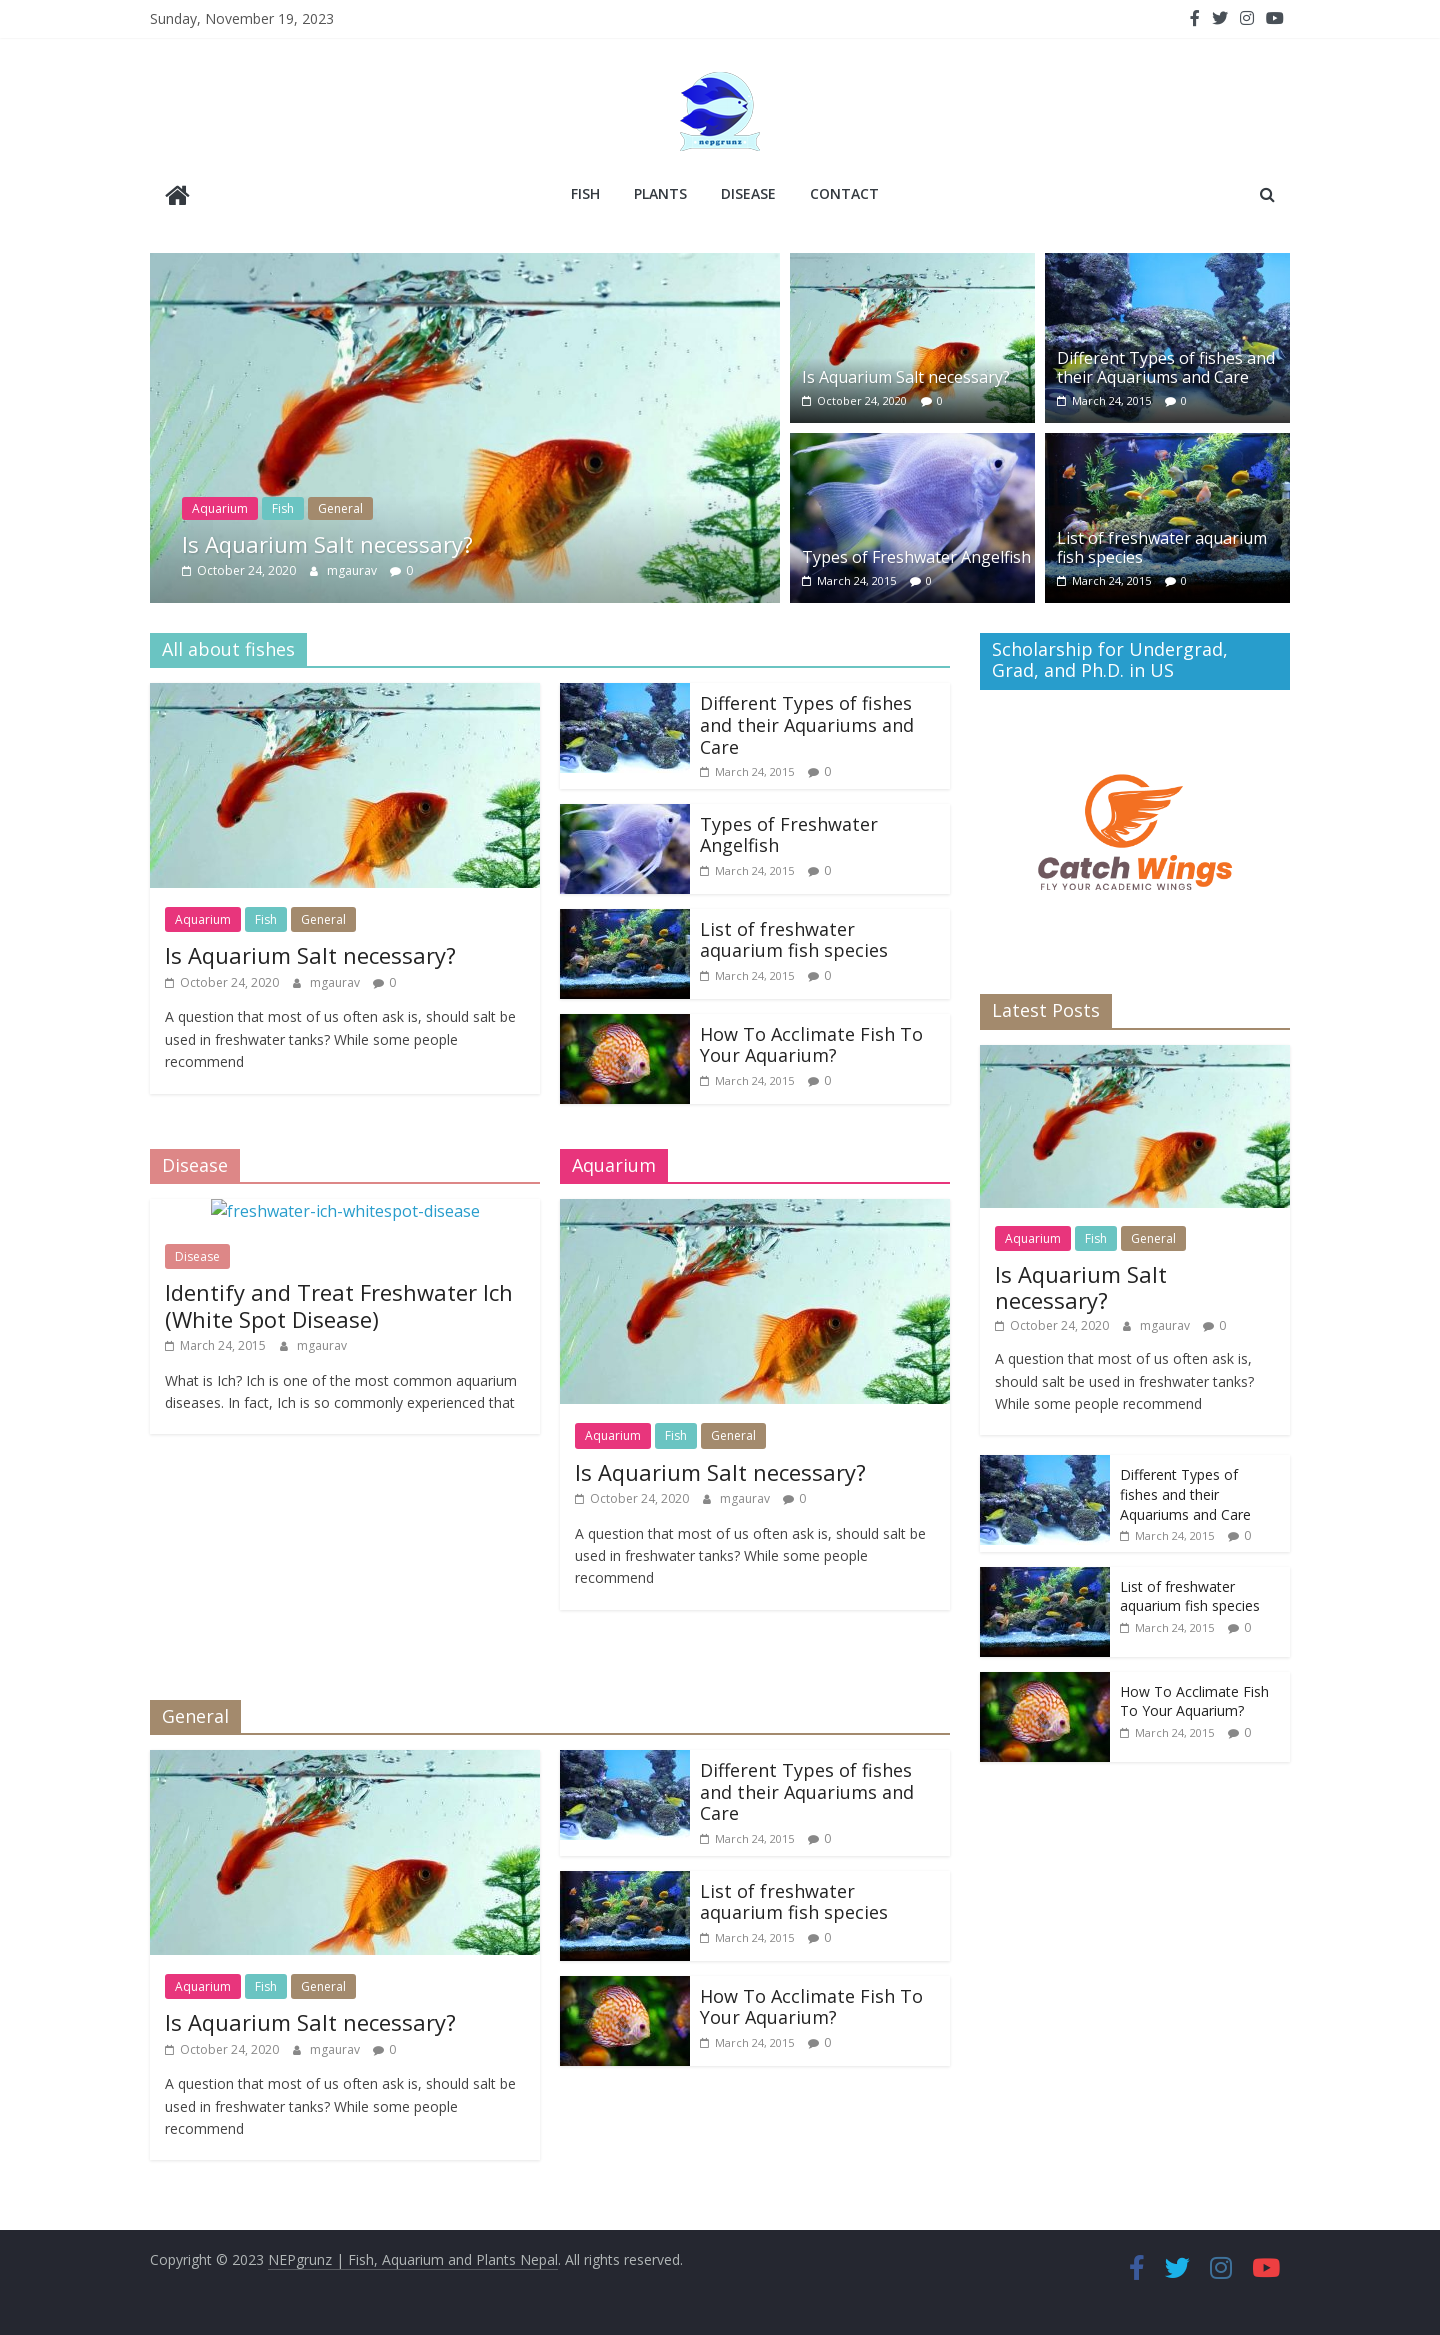 Sunday, November 19, 2023
nepgrunz
FISH PLANTS DISEASE CONTACT
Aquarium Fish General
Is Aquarium Salt necessary?
October 24, 2020 mgaurav 0
Is Aquarium Salt necessary?
October 24, 2020 0
Different Types of fishes and
their Aquariums and Care
March 24, 2015 0
Types of Freshwater Angelfish
March 24, 2015 0
List of freshwater aquarium
fish species
March 24, 2015 0
All about fishes
Aquarium Fish General
Is Aquarium Salt necessary?
October 24, 2020 mgaurav 0
A question that most of us often ask is, should salt be
used in freshwater tanks? While some people
recommend
Different Types of fishes
and their Aquariums and
Care
March 24, 2015 0
Types of Freshwater
Angelfish
March 24, 2015 0
List of freshwater
aquarium fish species
March 24, 2015 0
How To Acclimate Fish To
Your Aquarium?
March 24, 2015 0
Disease
freshwater-ich-whitespot-disease
Disease
Identify and Treat Freshwater Ich
(White Spot Disease)
March 24, 2015 mgaurav
What is Ich? Ich is one of the most common aquarium
diseases. In fact, Ich is so commonly experienced that
Aquarium
Aquarium Fish General
Is Aquarium Salt necessary?
October 24, 2020 mgaurav 0
A question that most of us often ask is, should salt be
used in freshwater tanks? While some people
recommend
General
Aquarium Fish General
Is Aquarium Salt necessary?
October 24, 2020 mgaurav 0
A question that most of us often ask is, should salt be
used in freshwater tanks? While some people
recommend
Different Types of fishes
and their Aquariums and
Care
March 24, 2015 0
List of freshwater
aquarium fish species
March 24, 2015 0
How To Acclimate Fish To
Your Aquarium?
March 24, 2015 0
Scholarship for Undergrad,
Grad, and Ph.D. in US
Catch Wings
FLY YOUR ACADEMIC WINGS
Latest Posts
Aquarium Fish General
Is Aquarium Salt
necessary?
October 24, 2020 mgaurav 0
A question that most of us often ask is,
should salt be used in freshwater tanks?
While some people recommend
Different Types of
fishes and their
Aquariums and Care
March 24, 2015 0
List of freshwater
aquarium fish species
March 24, 2015 0
How To Acclimate Fish
To Your Aquarium?
March 24, 2015 0
Copyright © 2023 NEPgrunz | Fish, Aquarium and Plants Nepal. All rights reserved.